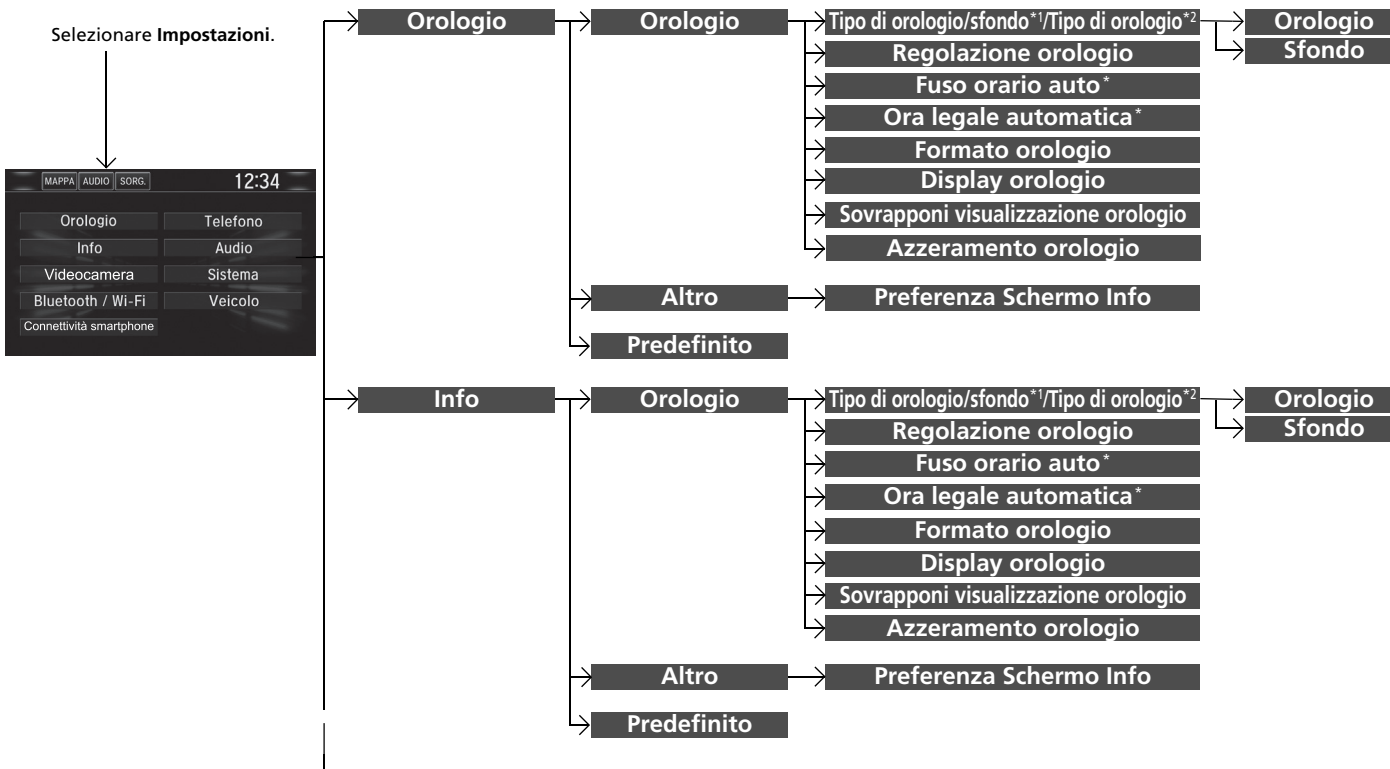 Selezionare Impostazioni.
MAPPA AUDIO SORG. 12:34
Orologio Telefono
Info Audio
Videocamera Sistema
Bluetooth / Wi-Fi Veicolo
Connettività smartphone
Orologio
Orologio
Tipo di orologio/sfondo*1/Tipo di orologio*2
Orologio
Sfondo
Regolazione orologio
Fuso orario auto*
Ora legale automatica*
Formato orologio
Display orologio
Sovrapponi visualizzazione orologio
Azzeramento orologio
Altro
Preferenza Schermo Info
Predefinito
Info
Orologio
Tipo di orologio/sfondo*1/Tipo di orologio*2
Orologio
Sfondo
Regolazione orologio
Fuso orario auto*
Ora legale automatica*
Formato orologio
Display orologio
Sovrapponi visualizzazione orologio
Azzeramento orologio
Altro
Preferenza Schermo Info
Predefinito